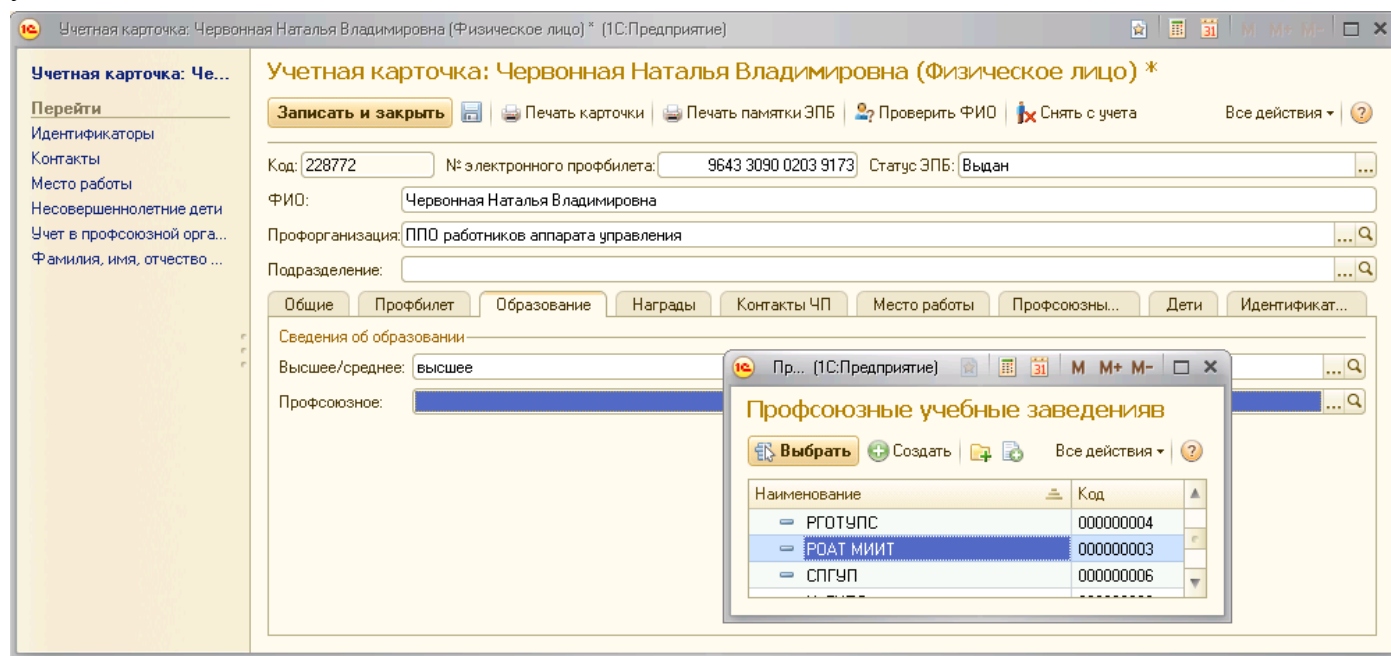 Учетная карточка: Червонная Наталья Владимировна (Физическое лицо) * (1С:Предприятие)
31 M M+ M-
Учетная карточка: Че...
Перейти
Идентификаторы
Контакты
Место работы
Несовершеннолетние дети
Учет в профсоюзной орга...
Фамилия, имя, отчество ...
Учетная карточка: Червонная Наталья Владимировна (Физическое лицо) *
Записать и закрыть Печать карточки Печать памятки ЭПБ Проверить ФИО Снять с учета Все действия
Код: 228772 № электронного профбилета: 9643 3090 0203 9173 Статус ЭПБ: Выдан ...
ФИО: Червонная Наталья Владимировна
Профорганизация: ППО работников аппарата управления ...
Подразделение: ...
Общие Профбилет Образование Награды Контакты ЧП Место работы Профсоюзны... Дети Идентификат...
Сведения об образовании
Высшее/среднее: высшее ...
Профсоюзное: ...
Пр... (1С:Предприятие) 31 M M+ M-
Профсоюзные учебные заведенияв
Выбрать Создать Все действия
Наименование Код
РГОТУПС 000000004
РОАТ МИИТ 000000003
СПГУП 000000006